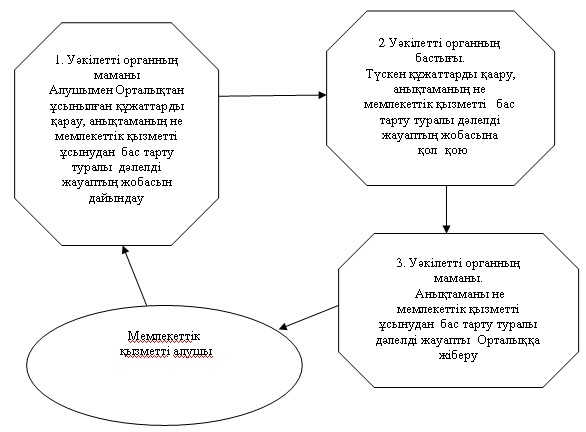 1. Уәкілетті органның
маманы
Алушымен Орталықтан
ұсынылған құжаттарды
қарау, анықтаманың не
мемлекеттік қызметті
ұсынудан бас тарту
туралы дәлелді
жауаптың жобасын
дайындау
2 Уәкілетті органның
бастығы.
Түскен құжаттарды қаару,
анықтаманың не
мемлекеттік қызметті бас
тарту туралы дәлелді
жауаптың жобасына
қол қою
3. Уәкілетті органның
маманы.
Анықтаманы не
мемлекеттік қызметті
ұсынудан бас тарту туралы
дәлелді жауапты Орталыққа
жіберу
Мемлекеттік
қызметті алушы